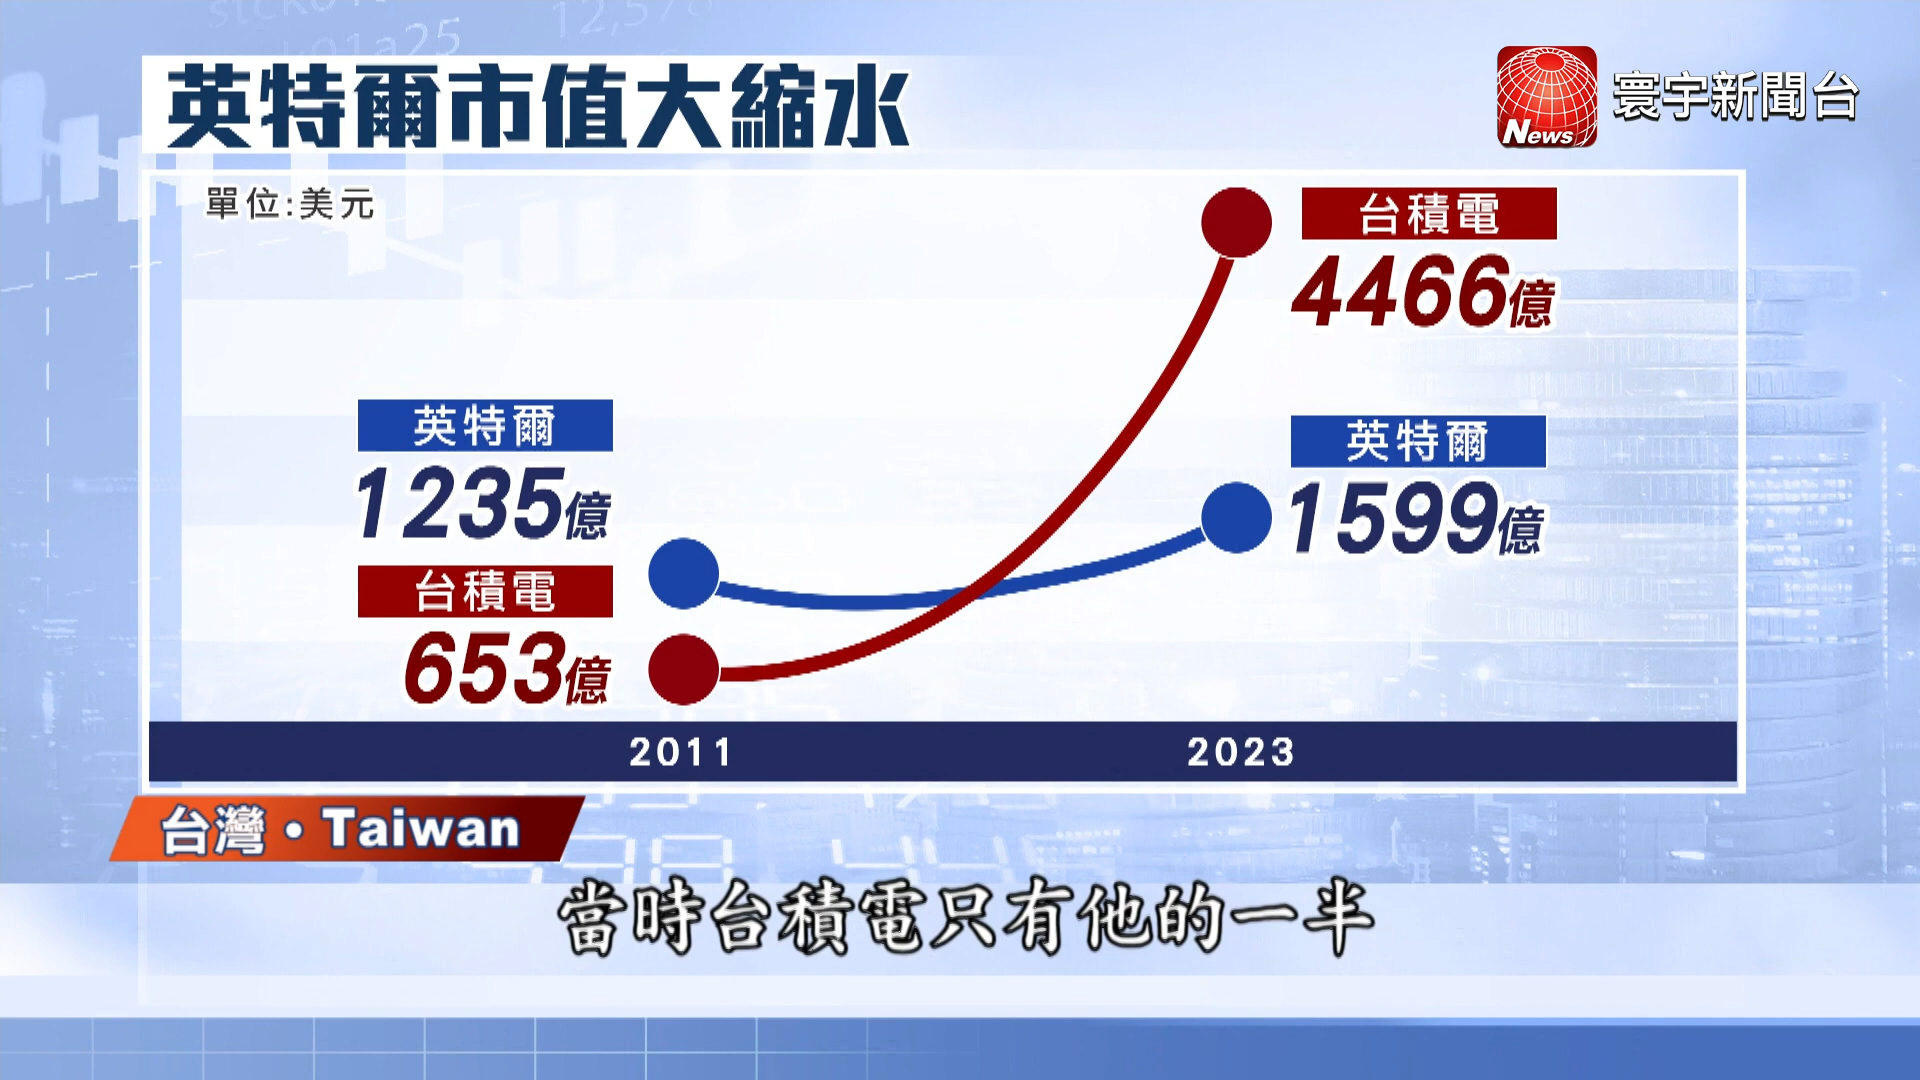 英特爾市值大縮水
News 寰宇新聞台
單位:美元
台積電
4466億
英特爾
1235億
英特爾
1599億
台積電
653億
2011 2023
台灣・Taiwan
當時台積電只有他的一半